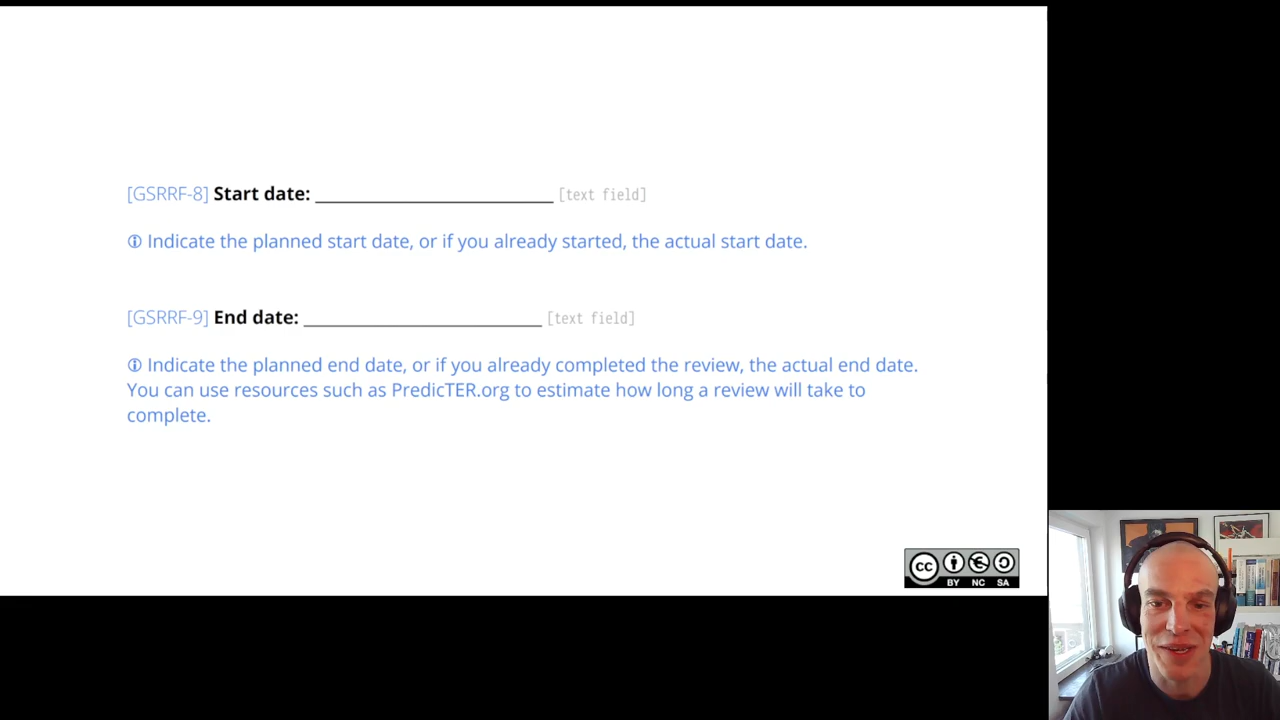 [GSRRF-8] Start date: ________________________ [text field]
🛈 Indicate the planned start date, or if you already started, the actual start date.
[GSRRF-9] End date: ________________________ [text field]
🛈 Indicate the planned end date, or if you already completed the review, the actual end date.
You can use resources such as PredicTER.org to estimate how long a review will take to
complete.
cc
BY NC SA